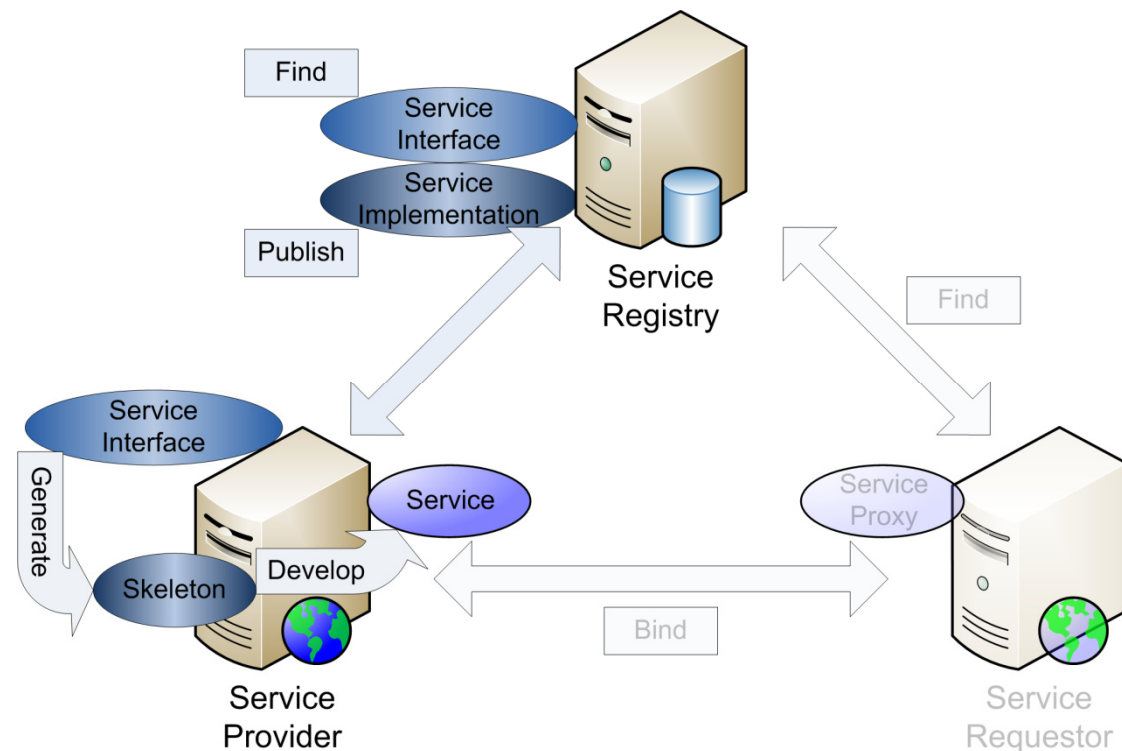 Find
Service
Interface
Service
Implementation
Publish
Service
Registry
Find
Service
Interface
Generate
Service
Skeleton
Develop
Service
Proxy
Bind
Service
Provider
Service
Requestor